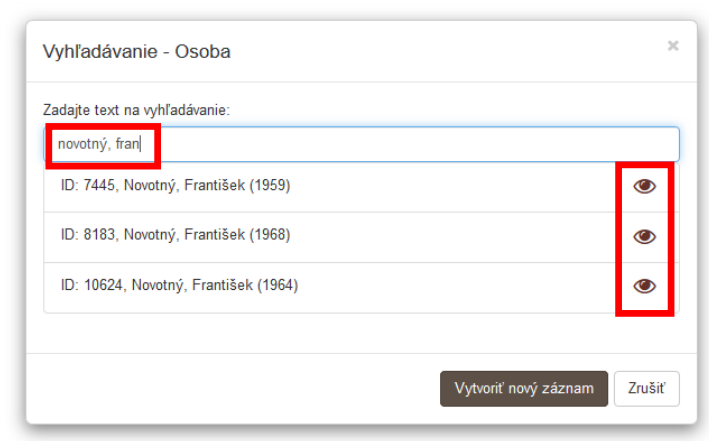 Vyhľadávanie - Osoba
×
Zadajte text na vyhľadávanie:
novotný, fran
ID: 7445, Novotný, František (1959)
ID: 8183, Novotný, František (1968)
ID: 10624, Novotný, František (1964)
Vytvoriť nový záznam Zrušiť